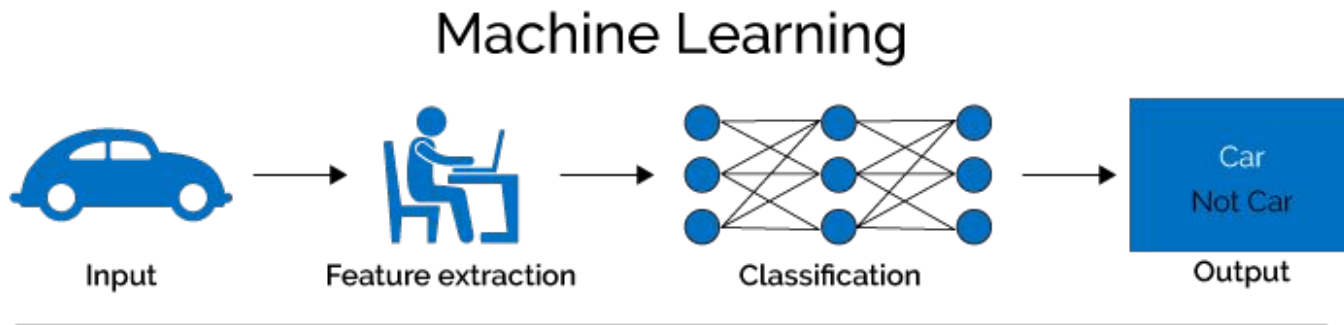 Machine Learning
Car
Not Car
Input
Feature extraction
Classification
Output